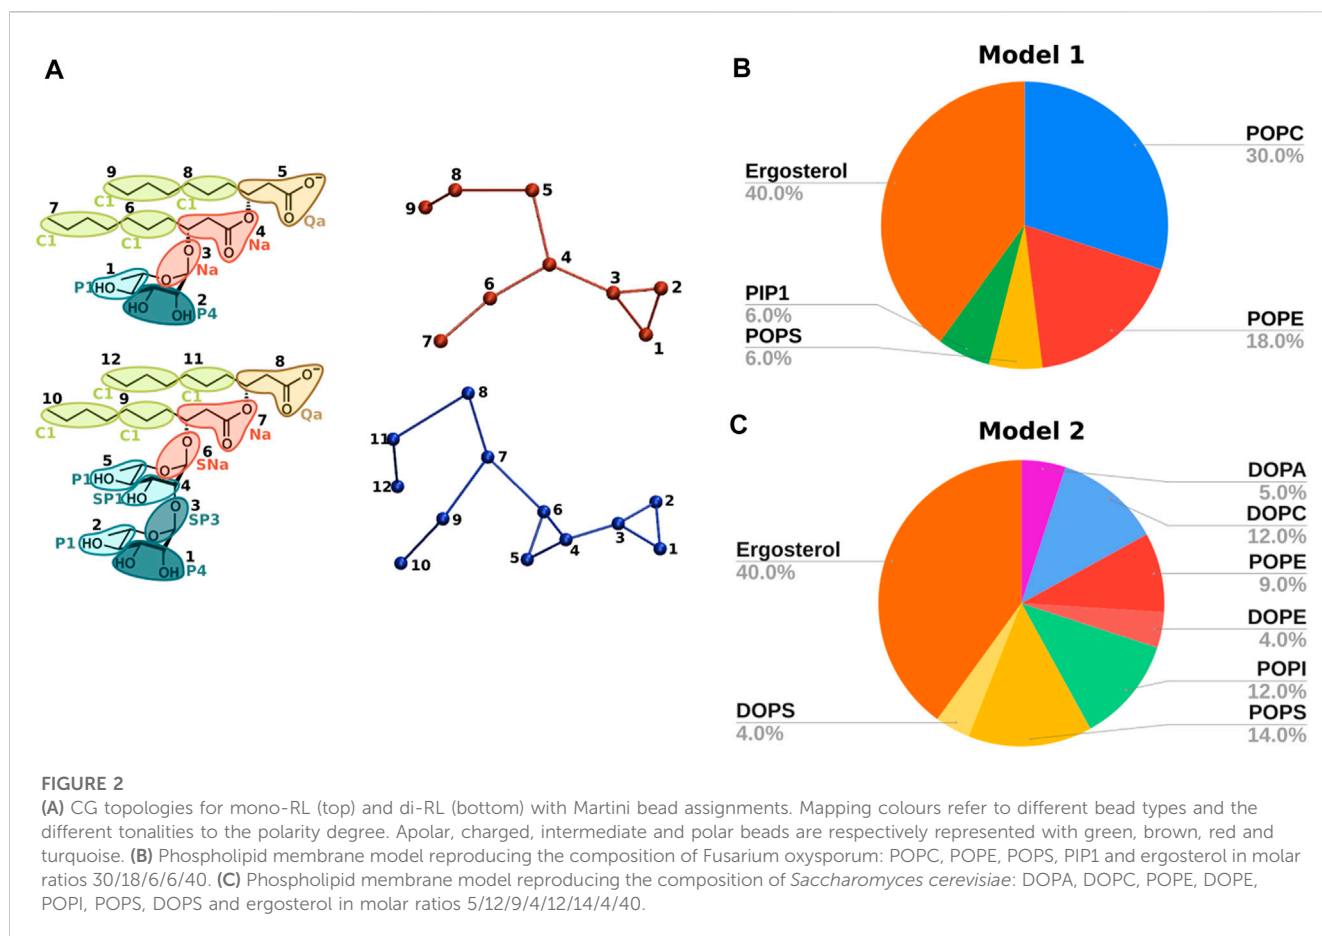 A
9 8 5 O⁻
C1 C1 O Qa
7 6 O 4
C1 C1 O Na
O 3
1 O Na
P1 HO
HO 2
OH P4
8 5
9
4
6 3 2
7 1
12 11 8 O⁻
C1 C1 O Qa
10 9 O 7
C1 C1 O Na
O 6
5 O SNa
P1 HO 4
SP1 HO O 3
2 O SP3
P1 HO
HO 1
OH P4
8
11 7
12 2
9 6 3
5 4 1
10
B
Model 1
POPC
30.0%
Ergosterol
40.0%
PIP1
6.0%
POPS
6.0%
POPE
18.0%
C
Model 2
DOPA
5.0%
DOPC
12.0%
Ergosterol
40.0%
POPE
9.0%
DOPE
4.0%
POPI
12.0%
DOPS
4.0%
POPS
14.0%
FIGURE 2
(A) CG topologies for mono-RL (top) and di-RL (bottom) with Martini bead assignments. Mapping colours refer to different bead types and the
different tonalities to the polarity degree. Apolar, charged, intermediate and polar beads are respectively represented with green, brown, red and
turquoise. (B) Phospholipid membrane model reproducing the composition of Fusarium oxysporum: POPC, POPE, POPS, PIP1 and ergosterol in molar
ratios 30/18/6/6/40. (C) Phospholipid membrane model reproducing the composition of Saccharomyces cerevisiae: DOPA, DOPC, POPE, DOPE,
POPI, POPS, DOPS and ergosterol in molar ratios 5/12/9/4/12/14/4/40.